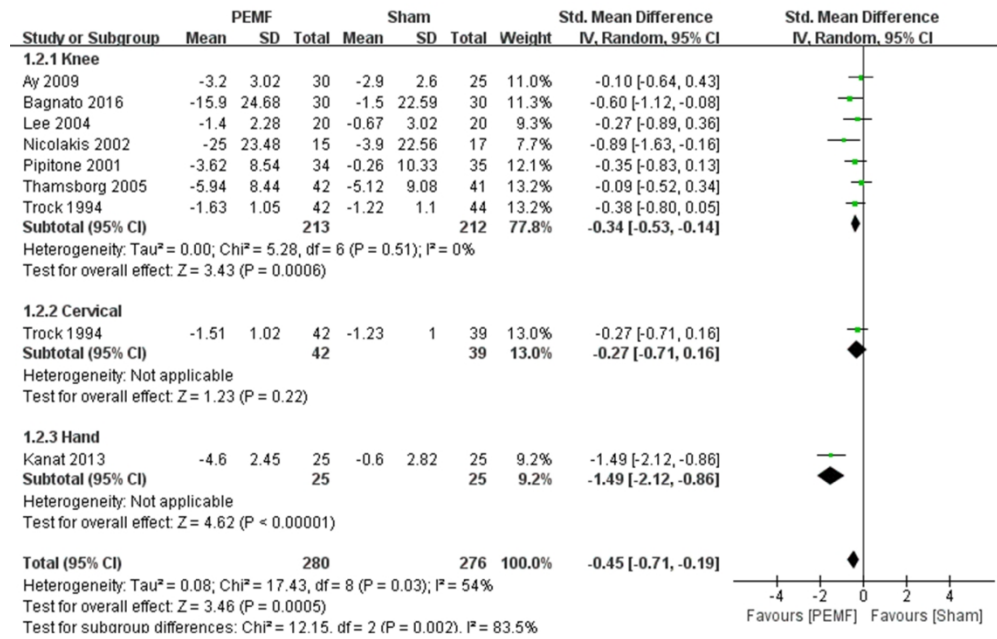 PEMF Sham Std. Mean Difference Std. Mean Difference
Study or Subgroup Mean SD Total Mean SD Total Weight IV, Random, 95% CI IV, Random, 95% CI
1.2.1 Knee
Ay 2009 -3.2 3.02 30 -2.9 2.6 25 11.0% -0.10 [-0.64, 0.43]
Bagnato 2016 -15.9 24.68 30 -1.5 22.59 30 11.3% -0.60 [-1.12, -0.08]
Lee 2004 -1.4 2.28 20 -0.67 3.02 20 9.3% -0.27 [-0.89, 0.36]
Nicolakis 2002 -25 23.48 15 -3.9 22.56 17 7.7% -0.89 [-1.63, -0.16]
Pipitone 2001 -3.62 8.54 34 -0.26 10.33 35 12.1% -0.35 [-0.83, 0.13]
Thamsborg 2005 -5.94 8.44 42 -5.12 9.08 41 13.2% -0.09 [-0.52, 0.34]
Trock 1994 -1.63 1.05 42 -1.22 1.1 44 13.2% -0.38 [-0.80, 0.05]
Subtotal (95% CI) 213 212 77.8% -0.34 [-0.53, -0.14]
Heterogeneity: Tau² = 0.00; Chi² = 5.28, df = 6 (P = 0.51); I² = 0%
Test for overall effect: Z = 3.43 (P = 0.0006)
1.2.2 Cervical
Trock 1994 -1.51 1.02 42 -1.23 1 39 13.0% -0.27 [-0.71, 0.16]
Subtotal (95% CI) 42 39 13.0% -0.27 [-0.71, 0.16]
Heterogeneity: Not applicable
Test for overall effect: Z = 1.23 (P = 0.22)
1.2.3 Hand
Kanat 2013 -4.6 2.45 25 -0.6 2.82 25 9.2% -1.49 [-2.12, -0.86]
Subtotal (95% CI) 25 25 9.2% -1.49 [-2.12, -0.86]
Heterogeneity: Not applicable
Test for overall effect: Z = 4.62 (P < 0.00001)
Total (95% CI) 280 276 100.0% -0.45 [-0.71, -0.19]
Heterogeneity: Tau² = 0.08; Chi² = 17.43, df = 8 (P = 0.03); I² = 54%
Test for overall effect: Z = 3.46 (P = 0.0005)
Test for subgroup differences: Chi² = 12.15, df = 2 (P = 0.002), I² = 83.5%
-4 -2 0 2 4
Favours [PEMF] Favours [Sham]